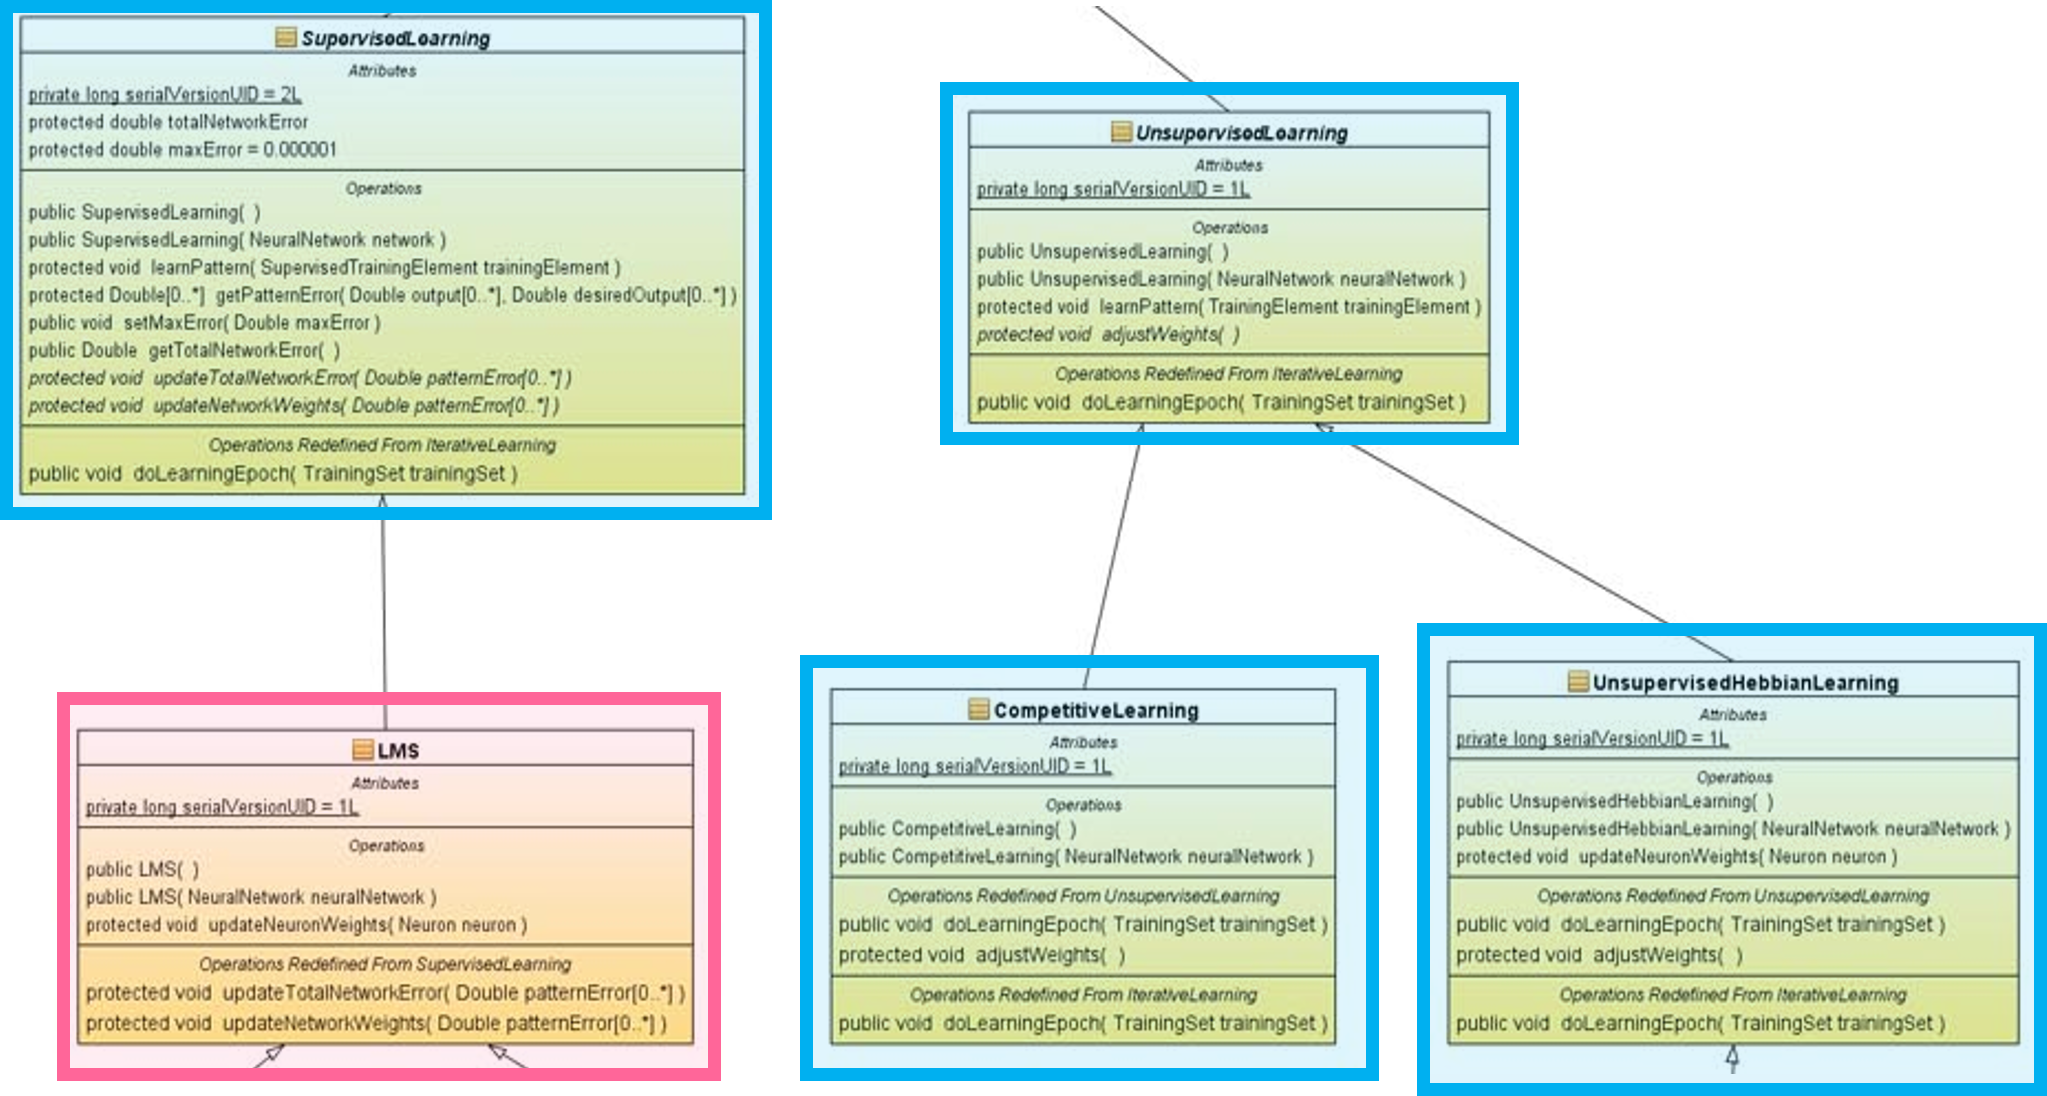 SupervisedLearning
Attributes
private long serialVersionUID = 2L
protected double totalNetworkError
protected double maxError = 0.000001
Operations
public SupervisedLearning( )
public SupervisedLearning( NeuralNetwork network )
protected void learnPattern( SupervisedTrainingElement trainingElement )
protected Double[0..*] getPatternError( Double output[0..*], Double desiredOutput[0..*] )
public void setMaxError( Double maxError )
public Double getTotalNetworkError( )
protected void updateTotalNetworkError( Double patternError[0..*] )
protected void updateNetworkWeights( Double patternError[0..*] )
Operations Redefined From IterativeLearning
public void doLearningEpoch( TrainingSet trainingSet )
UnsupervisedLearning
Attributes
private long serialVersionUID = 1L
Operations
public UnsupervisedLearning( )
public UnsupervisedLearning( NeuralNetwork neuralNetwork )
protected void learnPattern( TrainingElement trainingElement )
protected void adjustWeights( )
Operations Redefined From IterativeLearning
public void doLearningEpoch( TrainingSet trainingSet )
LMS
Attributes
private long serialVersionUID = 1L
Operations
public LMS( )
public LMS( NeuralNetwork neuralNetwork )
protected void updateNeuronWeights( Neuron neuron )
Operations Redefined From SupervisedLearning
protected void updateTotalNetworkError( Double patternError[0..*] )
protected void updateNetworkWeights( Double patternError[0..*] )
CompetitiveLearning
Attributes
private long serialVersionUID = 1L
Operations
public CompetitiveLearning( )
public CompetitiveLearning( NeuralNetwork neuralNetwork )
Operations Redefined From UnsupervisedLearning
public void doLearningEpoch( TrainingSet trainingSet )
protected void adjustWeights( )
Operations Redefined From IterativeLearning
public void doLearningEpoch( TrainingSet trainingSet )
UnsupervisedHebbianLearning
Attributes
private long serialVersionUID = 1L
Operations
public UnsupervisedHebbianLearning( )
public UnsupervisedHebbianLearning( NeuralNetwork neuralNetwork )
protected void updateNeuronWeights( Neuron neuron )
Operations Redefined From UnsupervisedLearning
public void doLearningEpoch( TrainingSet trainingSet )
protected void adjustWeights( )
Operations Redefined From IterativeLearning
public void doLearningEpoch( TrainingSet trainingSet )